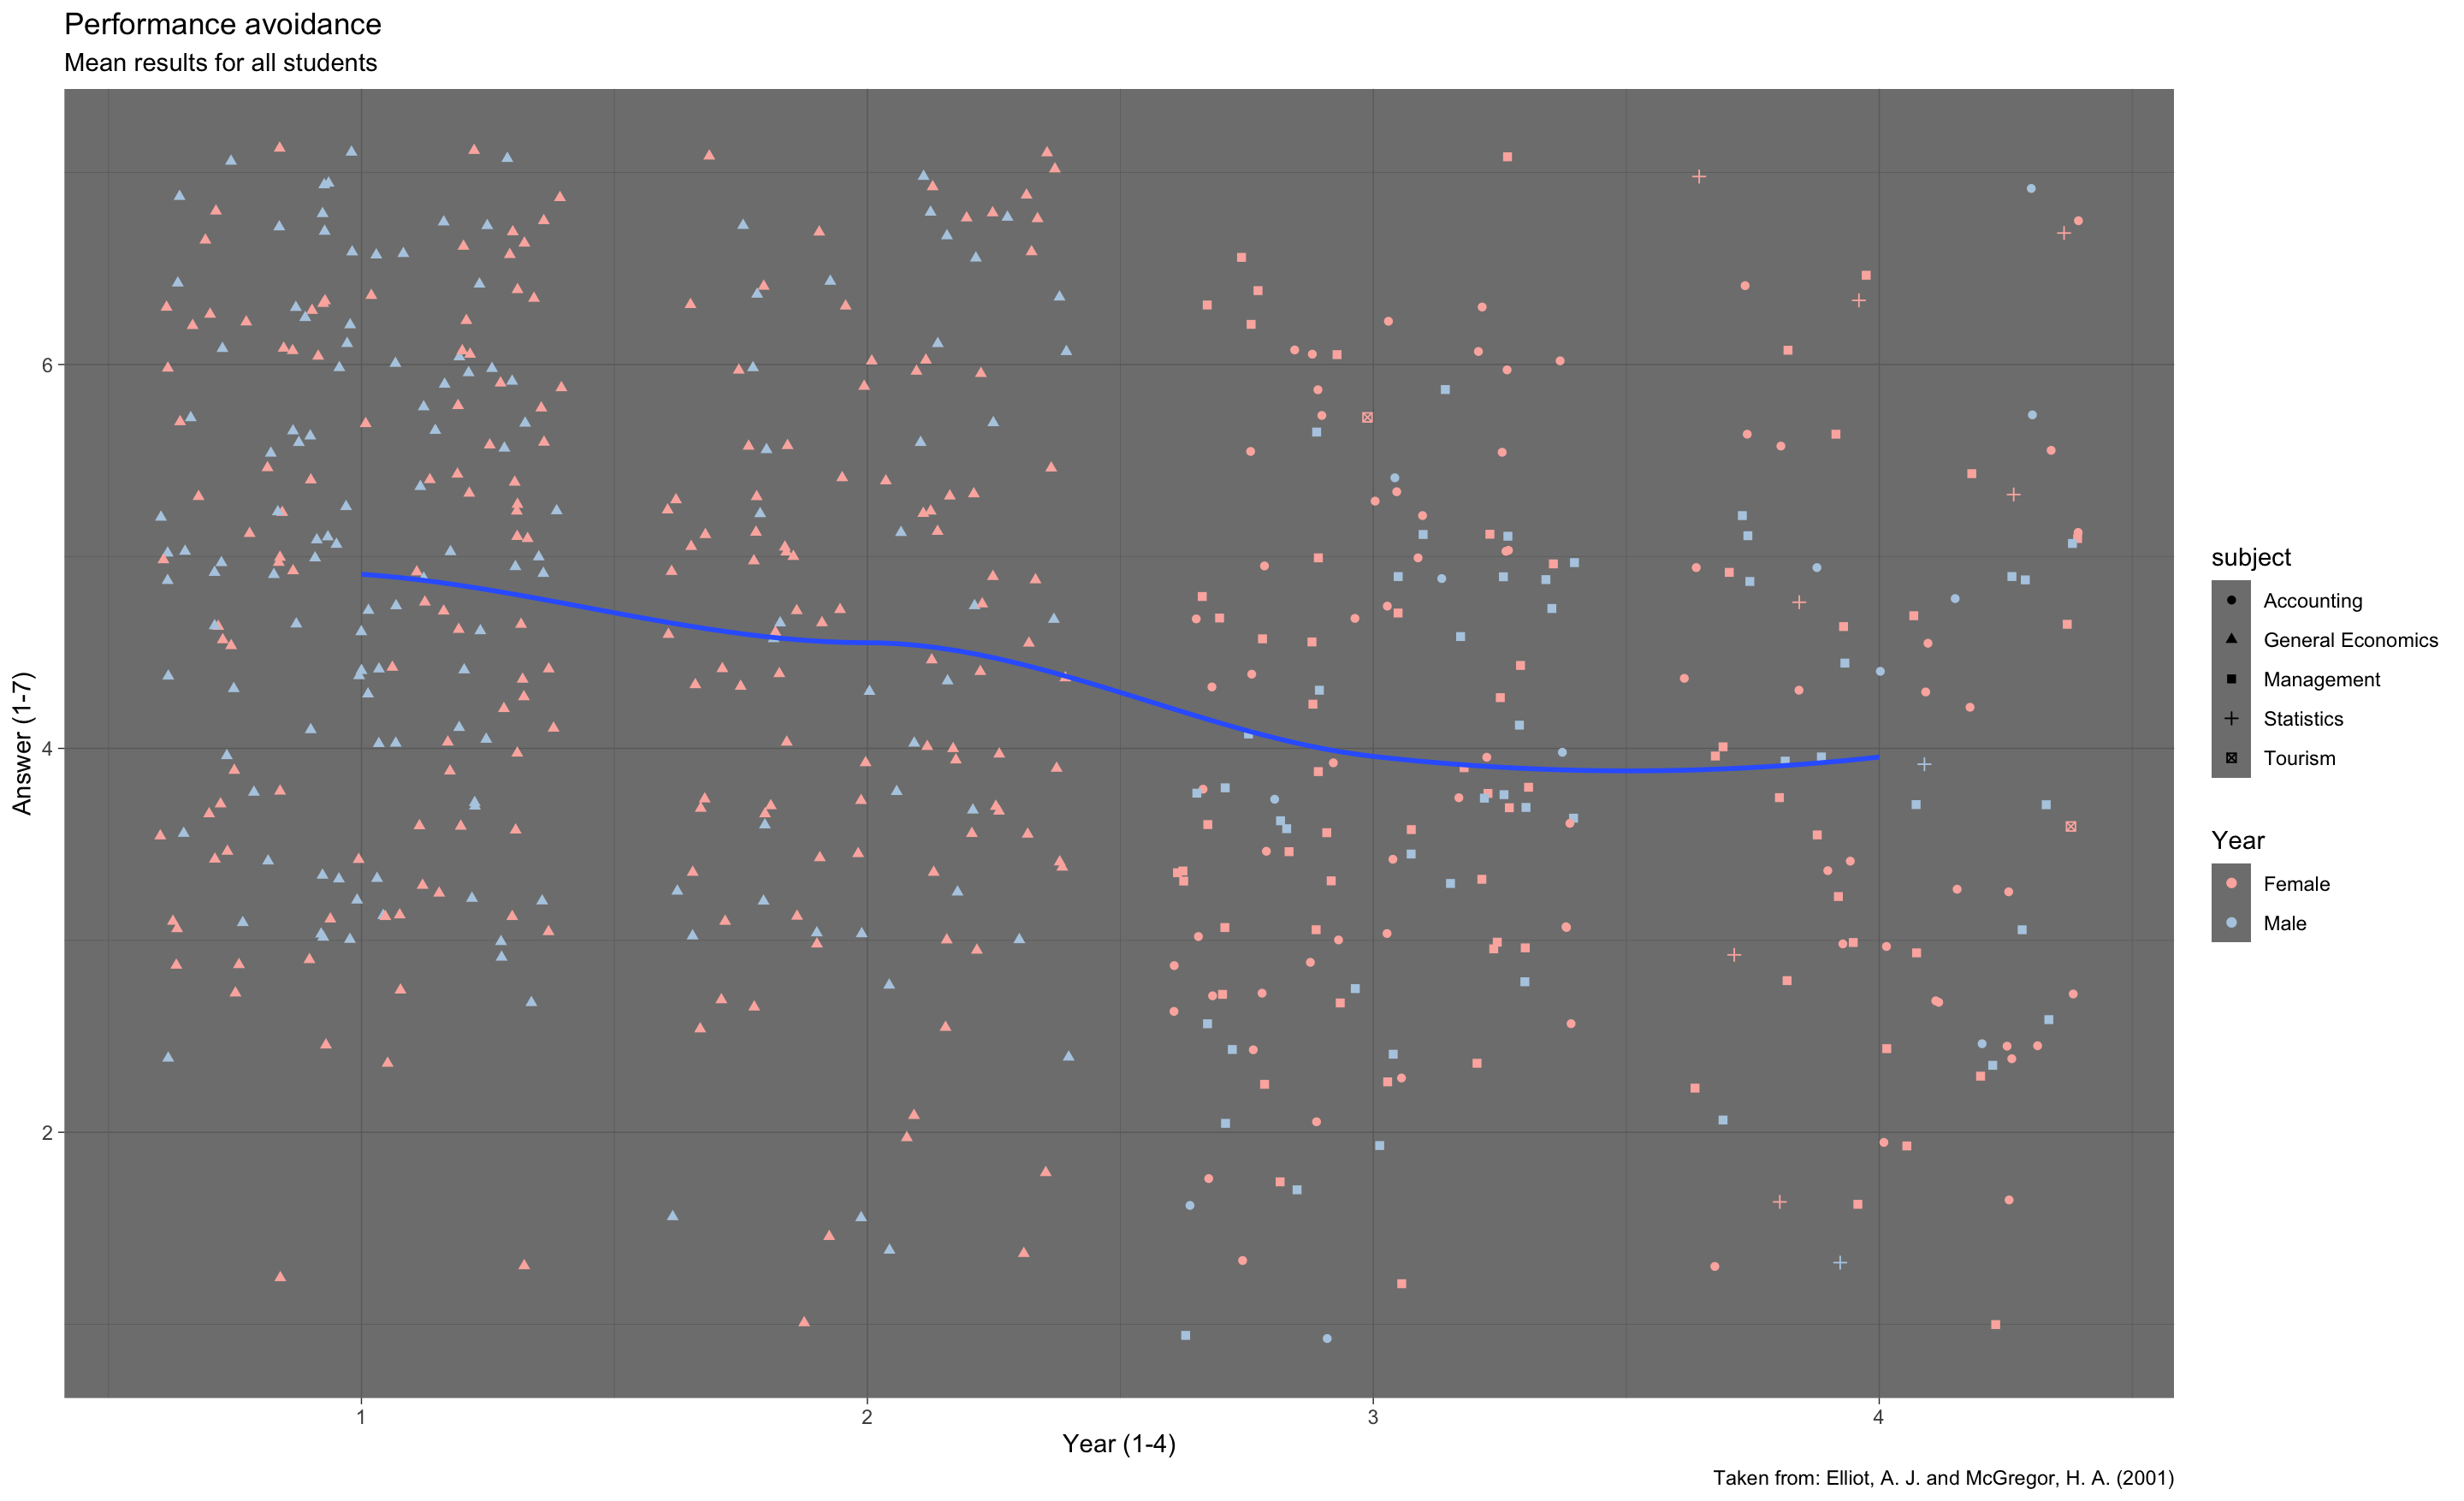 Performance avoidance
Mean results for all students
Answer (1-7)
6
4
2
1 2 3 4
Year (1-4)
subject
Accounting
General Economics
Management
Statistics
Tourism
Year
Female
Male
Taken from: Elliot, A. J. and McGregor, H. A. (2001)